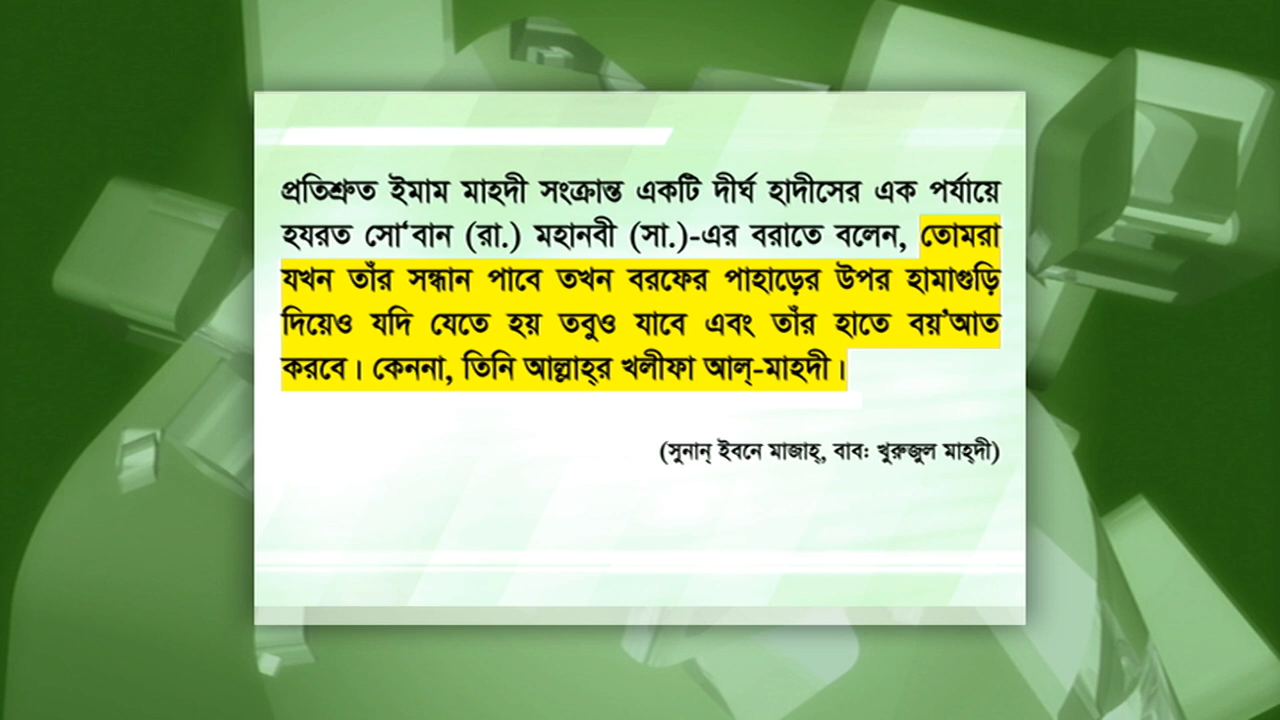 প্রতিশ্রুত ইমাম মাহদী সংক্রান্ত একটি দীর্ঘ হাদীসের এক পর্যায়ে
হযরত সো‘বান (রা.) মহানবী (সা.)-এর বরাতে বলেন, তোমরা
যখন তাঁর সন্ধান পাবে তখন বরফের পাহাড়ের উপর হামাগুড়ি
দিয়েও যদি যেতে হয় তবুও যাবে এবং তাঁর হাতে বয়’আত
করবে। কেননা, তিনি আল্লাহ্‌র খলীফা আল্‌-মাহদী।
(সুনান্‌ ইবনে মাজাহ্‌, বাবঃ খুরুজুল মাহ্‌দী)